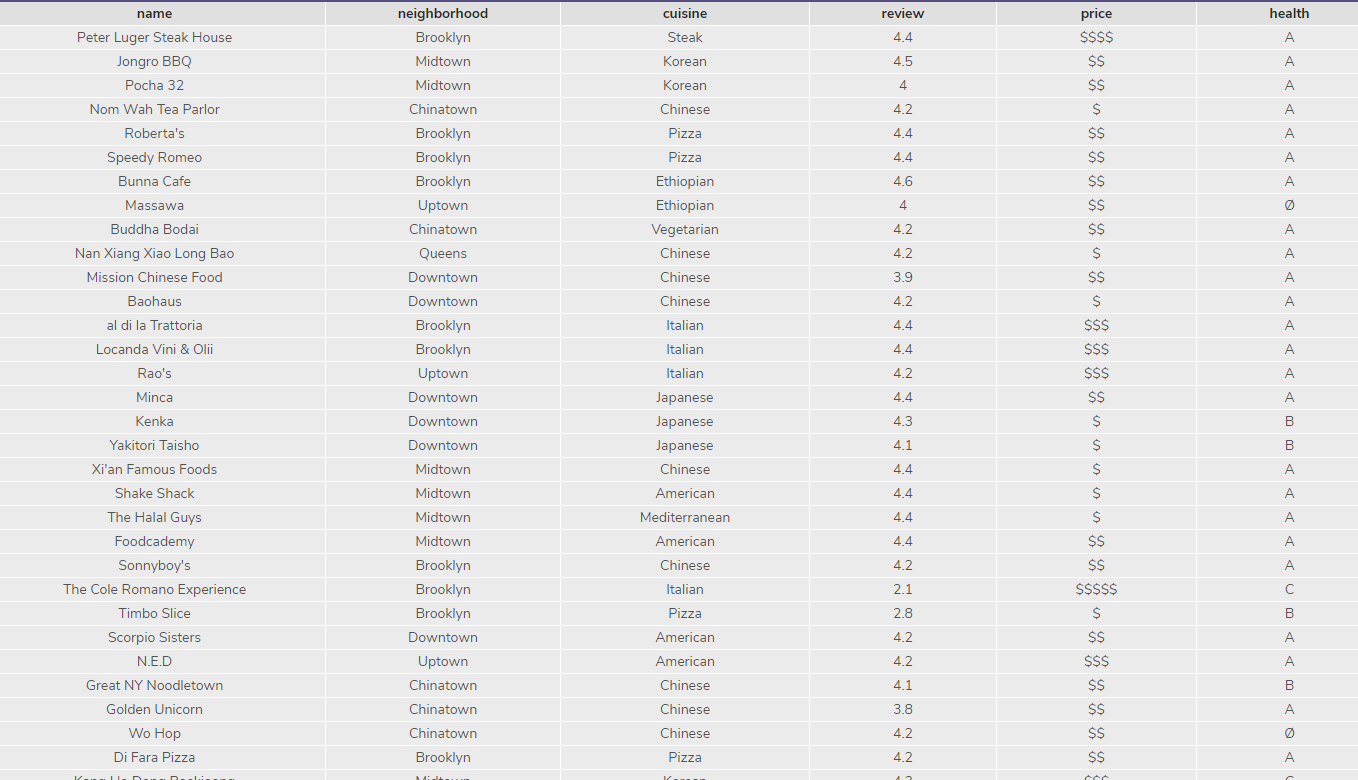 name neighborhood cuisine review price health
Peter Luger Steak House Brooklyn Steak 4.4 $$$$ A
Jongro BBQ Midtown Korean 4.5 $$ A
Pocha 32 Midtown Korean 4 $$ A
Nom Wah Tea Parlor Chinatown Chinese 4.2 $ A
Roberta's Brooklyn Pizza 4.4 $$ A
Speedy Romeo Brooklyn Pizza 4.4 $$ A
Bunna Cafe Brooklyn Ethiopian 4.6 $$ A
Massawa Uptown Ethiopian 4 $$ Ø
Buddha Bodai Chinatown Vegetarian 4.2 $$ A
Nan Xiang Xiao Long Bao Queens Chinese 4.2 $ A
Mission Chinese Food Downtown Chinese 3.9 $$ A
Baohaus Downtown Chinese 4.2 $ A
al di la Trattoria Brooklyn Italian 4.4 $$$ A
Locanda Vini & Olii Brooklyn Italian 4.4 $$$ A
Rao's Uptown Italian 4.2 $$$ A
Minca Downtown Japanese 4.4 $$ A
Kenka Downtown Japanese 4.3 $ B
Yakitori Taisho Downtown Japanese 4.1 $ B
Xi'an Famous Foods Midtown Chinese 4.4 $ A
Shake Shack Midtown American 4.4 $ A
The Halal Guys Midtown Mediterranean 4.4 $ A
Foodcademy Midtown American 4.4 $$ A
Sonnyboy's Brooklyn Chinese 4.2 $$ A
The Cole Romano Experience Brooklyn Italian 2.1 $$$$$ C
Timbo Slice Brooklyn Pizza 2.8 $ B
Scorpio Sisters Downtown American 4.2 $$ A
N.E.D Uptown American 4.2 $$$ A
Great NY Noodletown Chinatown Chinese 4.1 $$ B
Golden Unicorn Chinatown Chinese 3.8 $$ A
Wo Hop Chinatown Chinese 4.2 $$ Ø
Di Fara Pizza Brooklyn Pizza 4.2 $$ A